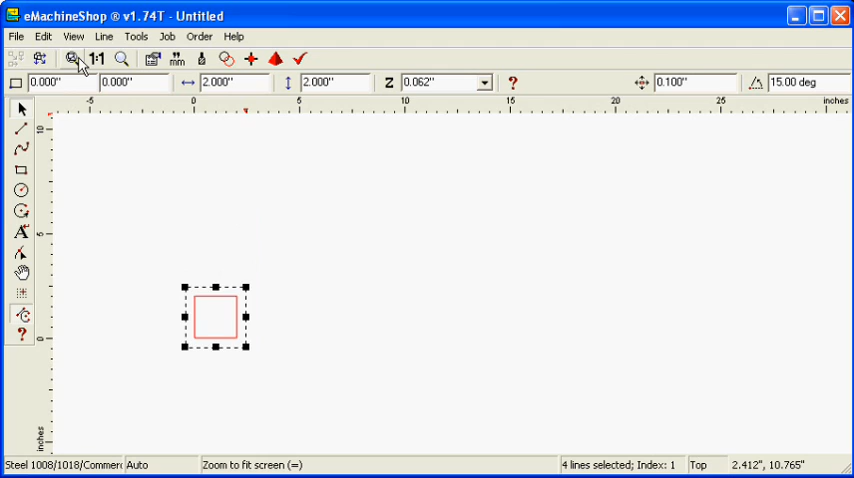 eMachineShop ® v1.74T - Untitled
File Edit View Line Tools Job Order Help
1:1
0.000" 0.000" 2.000" 2.000" Z 0.062" ? 0.100" 15.00 deg
-5 0 5 10 15 20 25 inches
10
5
A
0
?
inches
Steel 1008/1018/Commerc Auto Zoom to fit screen (=) 4 lines selected; Index: 1 Top 2.412", 10.765"